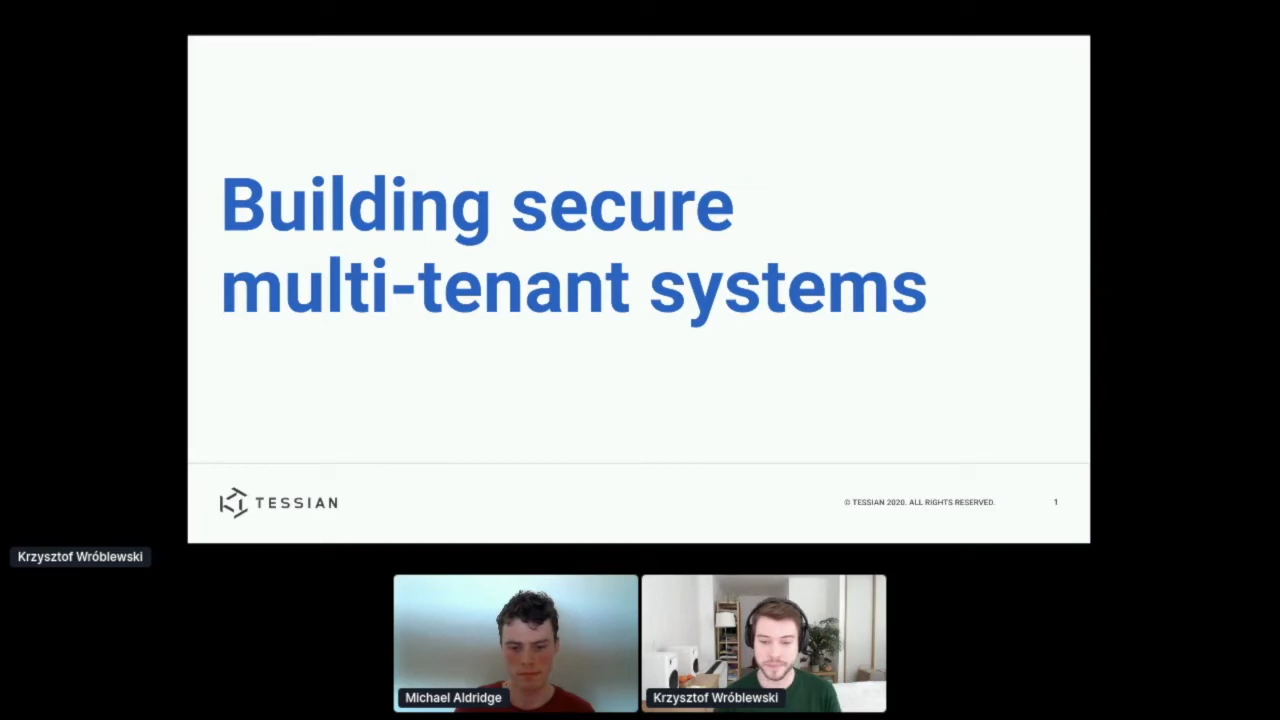 Building secure
multi-tenant systems
TESSIAN
© TESSIAN 2020. ALL RIGHTS RESERVED.
1
Krzysztof Wróblewski
Michael Aldridge
Krzysztof Wróblewski